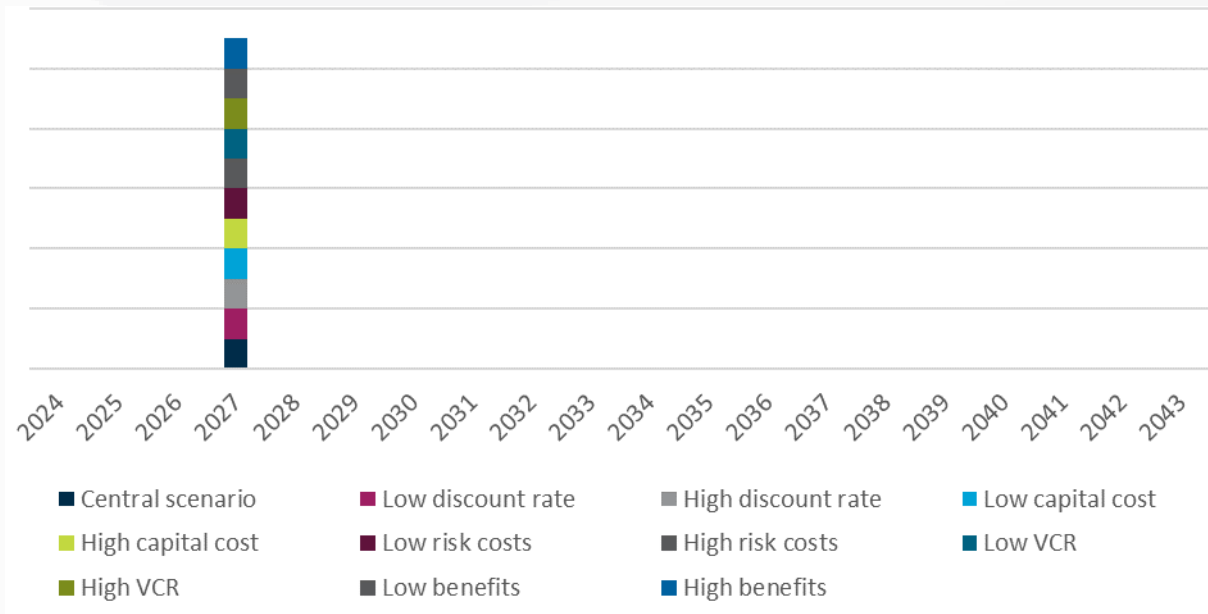 2024 2025 2026 2027 2028 2029 2030 2031 2032 2033 2034 2035 2036 2037 2038 2039 2040 2041 2042 2043
Central scenario Low discount rate High discount rate Low capital cost
High capital cost Low risk costs High risk costs Low VCR
High VCR Low benefits High benefits